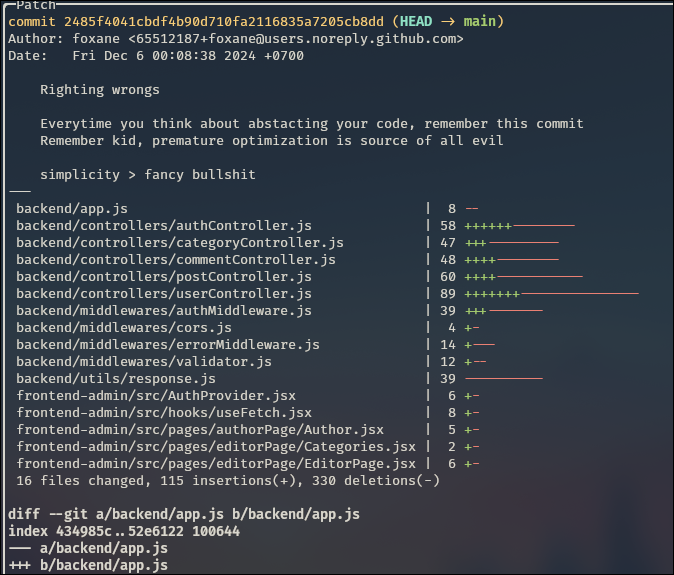 Patch
commit 2485f4041cbdf4b90d710fa2116835a7205cb8dd (HEAD -> main)
Author: foxane <65512187+foxane@users.noreply.github.com>
Date:   Fri Dec 6 00:08:38 2024 +0700
Righting wrongs
Everytime you think about abstacting your code, remember this commit
Remember kid, premature optimization is source of all evil
simplicity > fancy bullshit
---
backend/app.js | 8 --
backend/controllers/authController.js | 58 ++++++---------
backend/controllers/categoryController.js | 47 +++---------
backend/controllers/commentController.js | 48 ++++--------
backend/controllers/postController.js | 60 ++++-----------
backend/controllers/userController.js | 89 +++++++---------------
backend/middlewares/authMiddleware.js | 39 +++-------
backend/middlewares/cors.js | 4 +-
backend/middlewares/errorMiddleware.js | 14 +---
backend/middlewares/validator.js | 12 +--
backend/utils/response.js | 39 ----------
frontend-admin/src/AuthProvider.jsx | 6 +-
frontend-admin/src/hooks/useFetch.jsx | 8 +-
frontend-admin/src/pages/authorPage/Author.jsx | 5 +-
frontend-admin/src/pages/editorPage/Categories.jsx | 2 +-
frontend-admin/src/pages/editorPage/EditorPage.jsx | 6 +-
16 files changed, 115 insertions(+), 330 deletions(-)
diff --git a/backend/app.js b/backend/app.js
index 434985c..52e6122 100644
--- a/backend/app.js
+++ b/backend/app.js